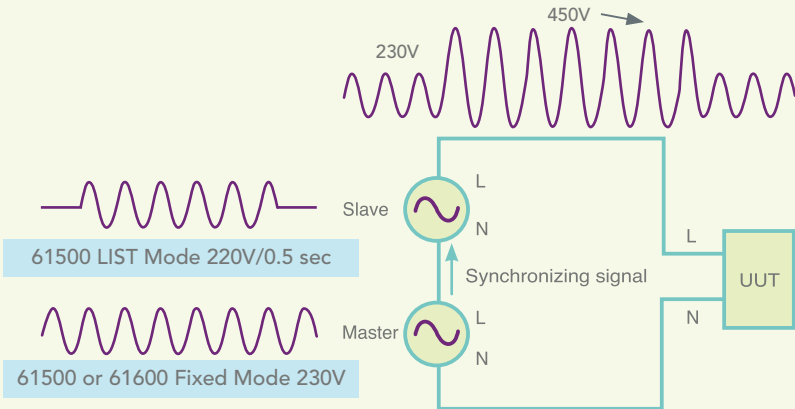 450V
230V
Slave
L
N
61500 LIST Mode 220V/0.5 sec
Synchronizing signal
L
UUT
N
Master
L
N
61500 or 61600 Fixed Mode 230V